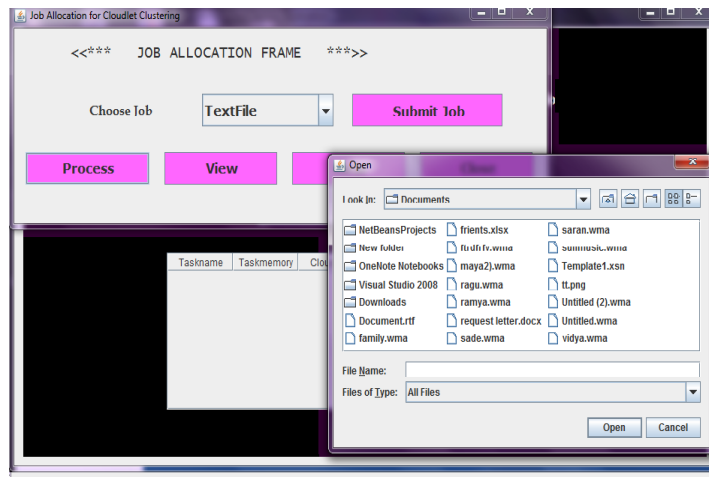 Job Allocation for Cloudlet Clustering
<<*** JOB ALLOCATION FRAME ***>>
Choose Job TextFile Submit Job
Process View
Open
Look In: Documents
NetBeansProjects frients.xlsx saran.wma
New folder sunmusic.wma
OneNote Notebooks maya2).wma Template1.xsn
Visual Studio 2008 ragu.wma tt.png
Downloads ramya.wma Untitled (2).wma
Document.rtf request letter.docx Untitled.wma
family.wma sade.wma vidya.wma
File Name:
Files of Type: All Files
Open Cancel
Taskname Taskmemory Clou